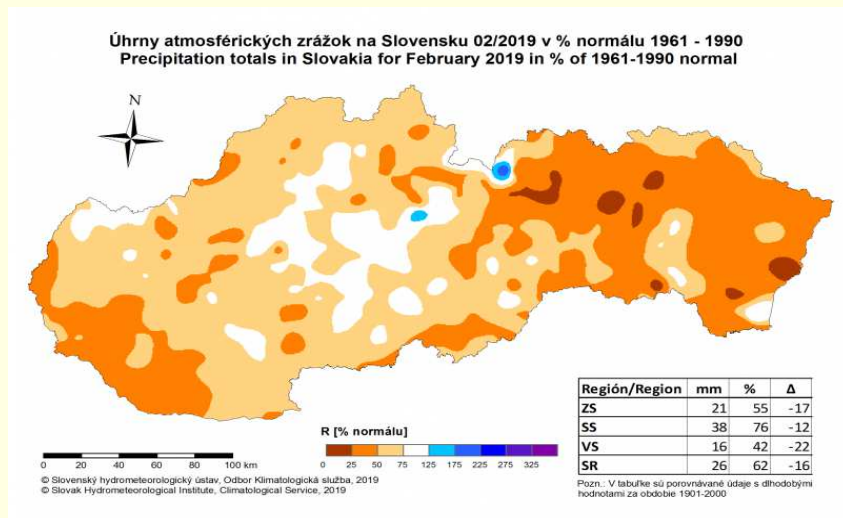 Úhrny atmosférických zrážok na Slovensku 02/2019 v % normálu 1961 - 1990
Precipitation totals in Slovakia for February 2019 in % of 1961-1990 normal
N
R [% normálu]
0 25 50 75 125 175 225 275 325
0 20 40 60 80 100 km
© Slovenský hydrometeorologický ústav, Odbor Klimatologická služba, 2019
© Slovak Hydrometeorological Institute, Climatological Service, 2019
Región/Region mm % Δ
ZS 21 55 -17
SS 38 76 -12
VS 16 42 -22
SR 26 62 -16
Pozn.: V tabuľke sú porovnávané údaje s dlhodobými
hodnotami za obdobie 1901-2000